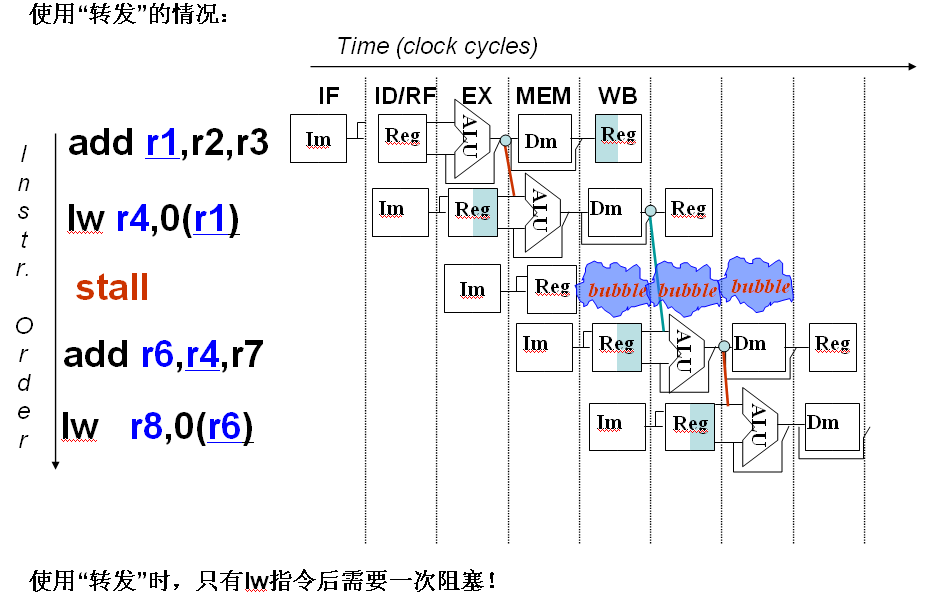 使用“转发”的情况：
Time (clock cycles)
IF ID/RF EX MEM WB
Instr. Order
add r1,r2,r3
Im Reg ALU Dm Reg
lw r4,0(r1)
Im Reg ALU Dm Reg
stall
Im Reg bubble bubble bubble
add r6,r4,r7
Im Reg ALU Dm Reg
lw r8,0(r6)
Im Reg ALU Dm
使用“转发”时，只有lw指令后需要一次阻塞！